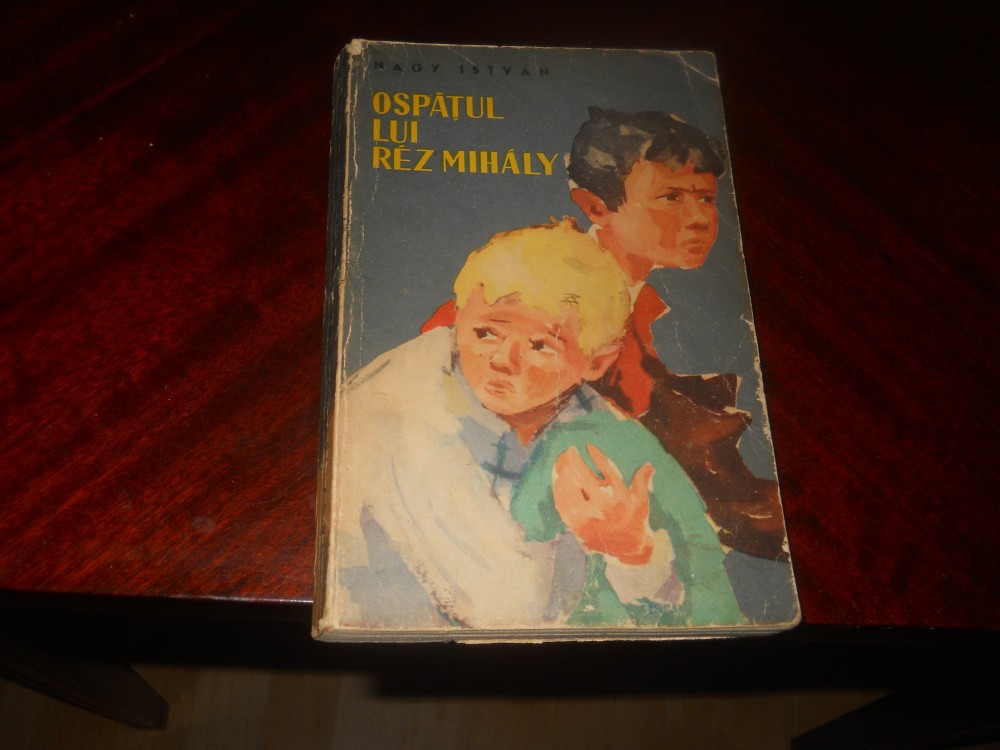 NAGY ISTVÁN
OSPĂȚUL
LUI
RÉZ MIHÁLY